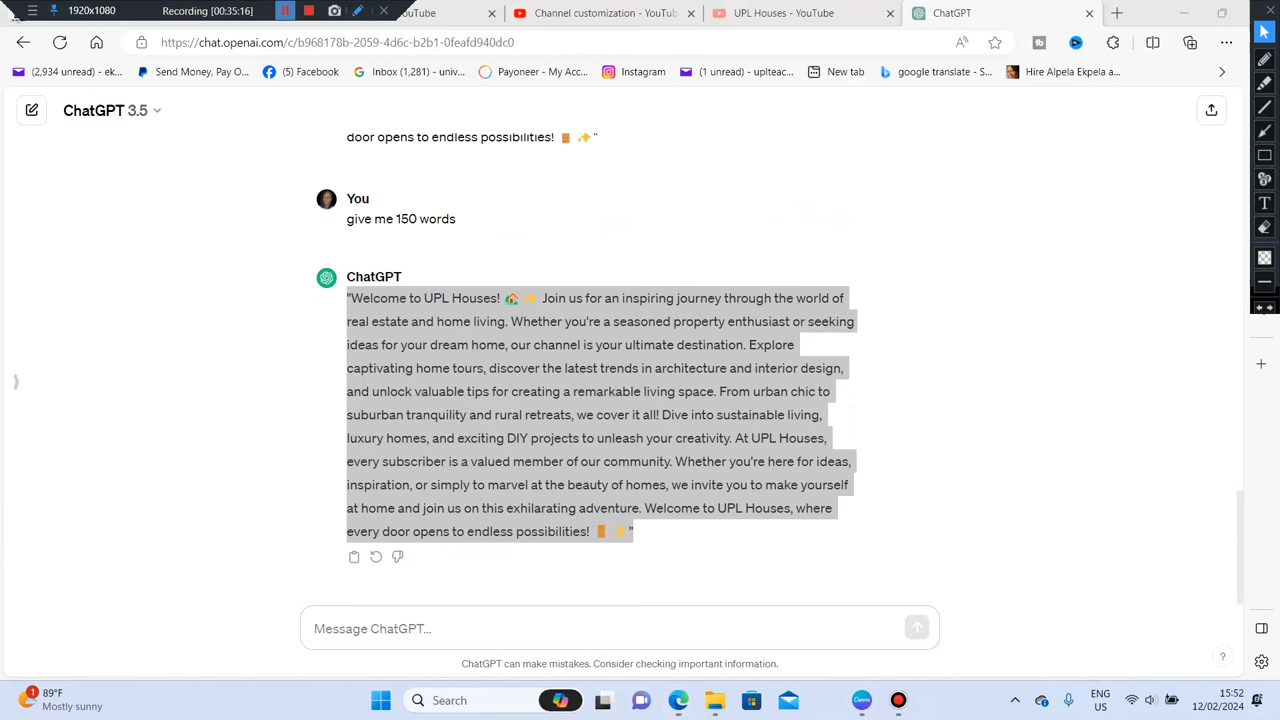 1920x1080
Recording [00:35:16]
YouTube
Channel customization - YouTub
UPL Houses - YouTube
ChatGPT
https://chat.openai.com/c/b968178b-2059-4d6c-b2b1-0feafd940dc0
(2,934 unread) - ek...
Send Money, Pay O...
(5) Facebook
Inbox (1,281) - univ...
Payoneer – My Acc...
Instagram
(1 unread) - uplteac...
New tab
google translate - S...
Hire Alpela Ekpela a...
ChatGPT 3.5
door opens to endless possibilities! 🚪 ✨"
You
give me 150 words
ChatGPT
"Welcome to UPL Houses! 🏠 ✨ Join us for an inspiring journey through the world of
real estate and home living. Whether you're a seasoned property enthusiast or seeking
ideas for your dream home, our channel is your ultimate destination. Explore
captivating home tours, discover the latest trends in architecture and interior design,
and unlock valuable tips for creating a remarkable living space. From urban chic to
suburban tranquility and rural retreats, we cover it all! Dive into sustainable living,
luxury homes, and exciting DIY projects to unleash your creativity. At UPL Houses,
every subscriber is a valued member of our community. Whether you're here for ideas,
inspiration, or simply to marvel at the beauty of homes, we invite you to make yourself
at home and join us on this exhilarating adventure. Welcome to UPL Houses, where
every door opens to endless possibilities! 🚪 ✨"
Message ChatGPT...
ChatGPT can make mistakes. Consider checking important information.
?
1
89°F
Mostly sunny
Search
ENG
US
15:52
12/02/2024